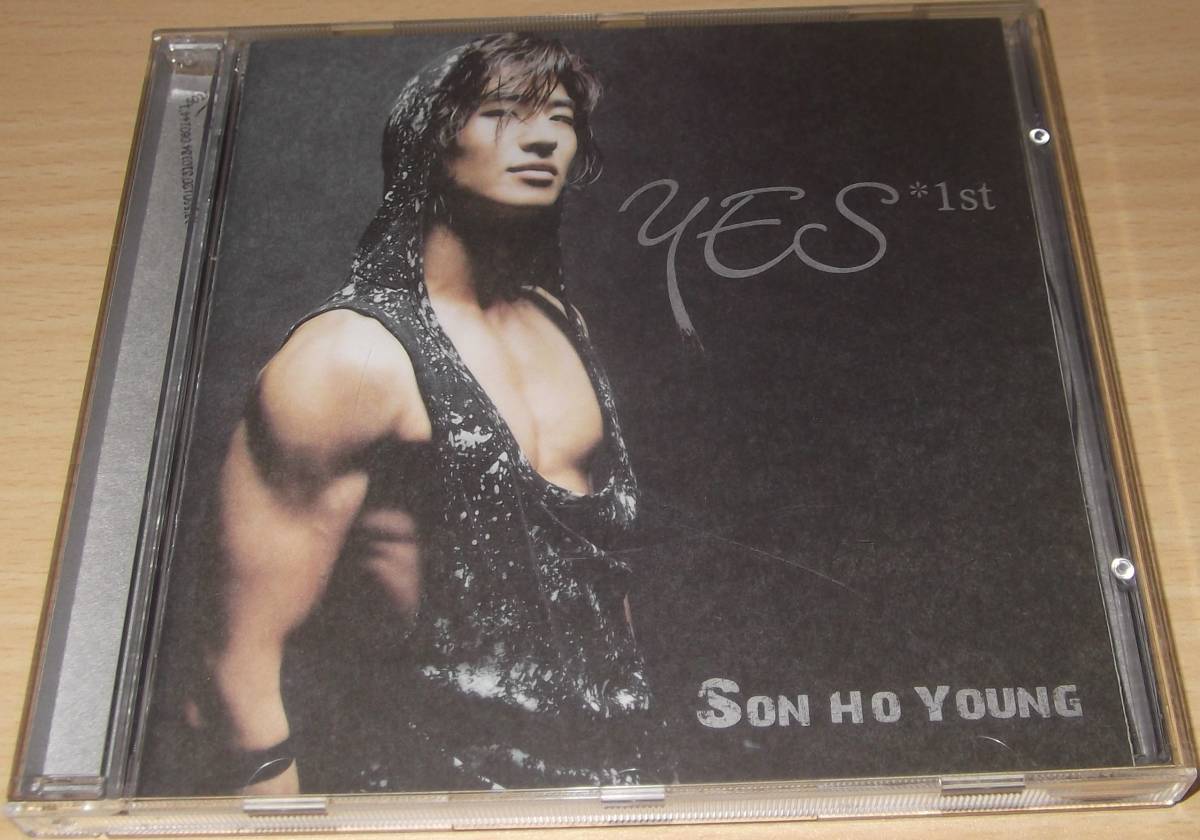 YES *1st
SON HO YOUNG